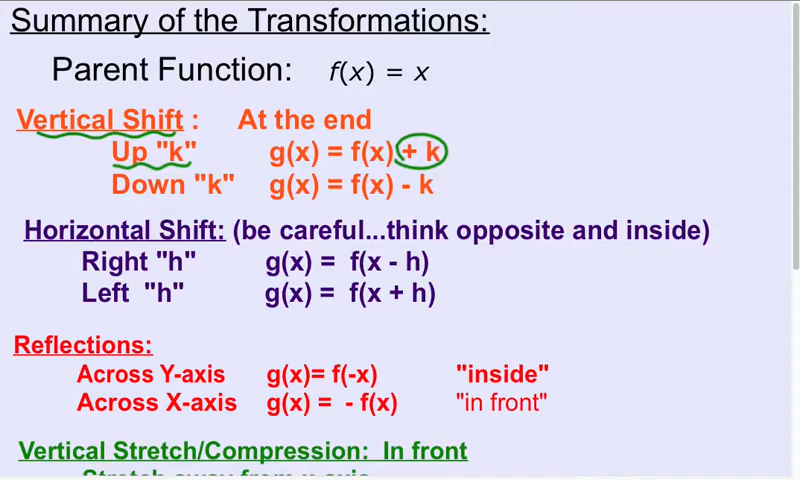 Summary of the Transformations:
Parent Function: f(x) = x
Vertical Shift : At the end
Up "k" g(x) = f(x) + k
Down "k" g(x) = f(x) - k
Horizontal Shift: (be careful...think opposite and inside)
Right "h" g(x) = f(x - h)
Left "h" g(x) = f(x + h)
Reflections:
Across Y-axis g(x)= f(-x) "inside"
Across X-axis g(x) = - f(x) "in front"
Vertical Stretch/Compression: In front